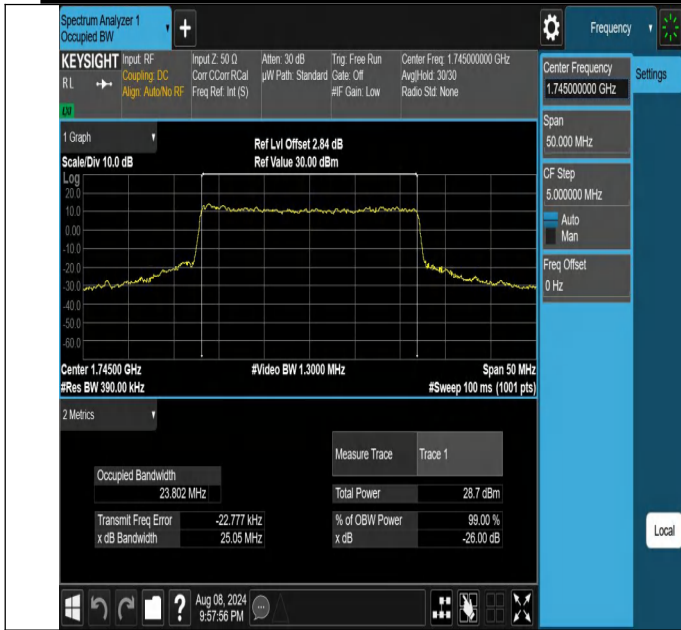 Spectrum Analyzer 1
Occupied BW
+
Frequency
KEYSIGHT
RL
LXI
Input: RF
Coupling: DC
Align: Auto/No RF
Input Z: 50 Ω
Corr CCorr RCal
Freq Ref: Int (S)
Atten: 30 dB
µW Path: Standard
Trig: Free Run
Gate: Off
#IF Gain: Low
Center Freq: 1.745000000 GHz
Avg|Hold: 30/30
Radio Std: None
Center Frequency
1.745000000 GHz
Settings
Span
50.000 MHz
CF Step
5.000000 MHz
Auto
Man
Freq Offset
0 Hz
1 Graph
Scale/Div 10.0 dB
Ref Lvl Offset 2.84 dB
Ref Value 30.00 dBm
Log
20.0
10.0
0.00
-10.0
-20.0
-30.0
-40.0
-50.0
-60.0
Center 1.74500 GHz
#Video BW 1.3000 MHz
Span 50 MHz
#Res BW 390.00 kHz
#Sweep 100 ms (1001 pts)
2 Metrics
Measure Trace
Trace 1
Occupied Bandwidth
23.802 MHz
Total Power
28.7 dBm
Transmit Freq Error
-22.777 kHz
% of OBW Power
99.00 %
x dB Bandwidth
25.05 MHz
x dB
-26.00 dB
Local
?
Aug 08, 2024
9:57:56 PM